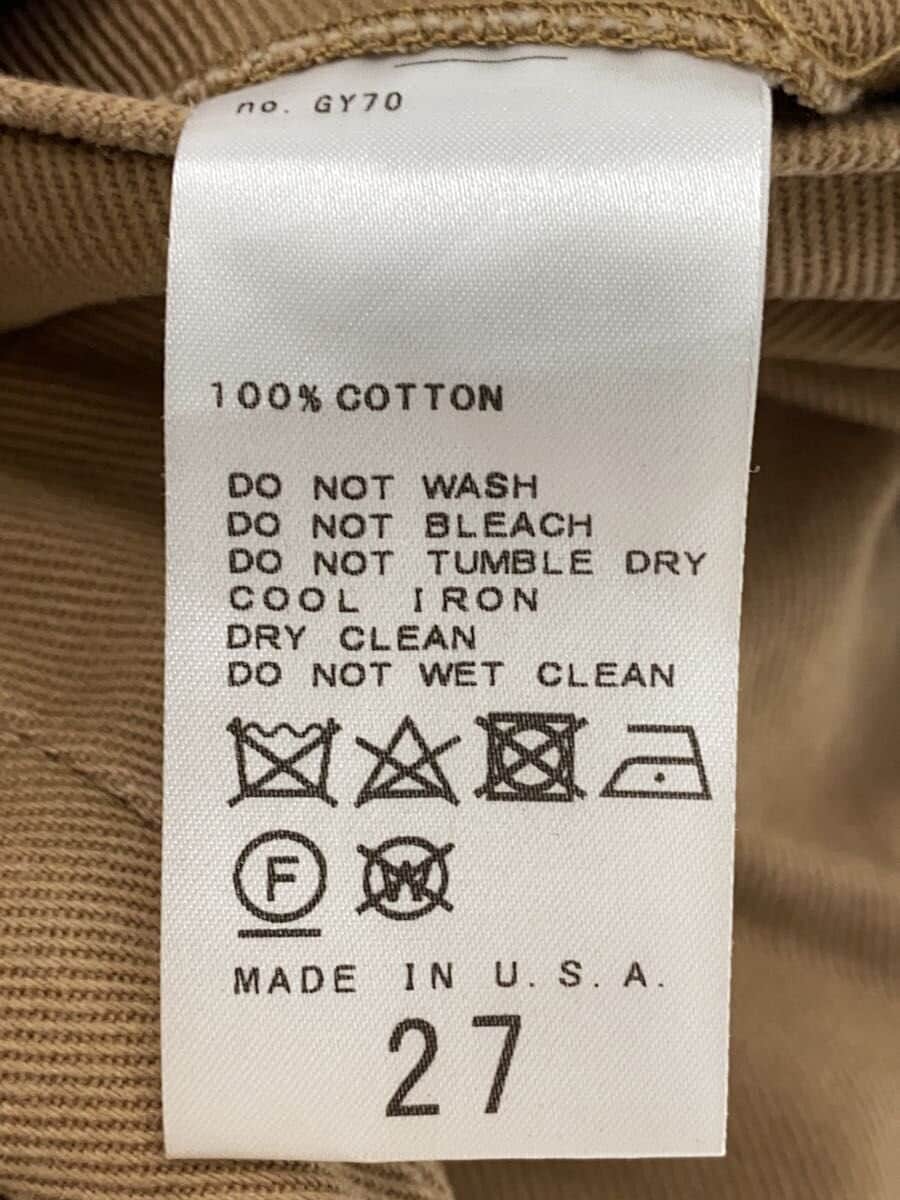 no. GY70
100% COTTON
DO NOT WASH
DO NOT BLEACH
DO NOT TUMBLE DRY
COOL IRON
DRY CLEAN
DO NOT WET CLEAN
F W
MADE IN U.S.A.
27